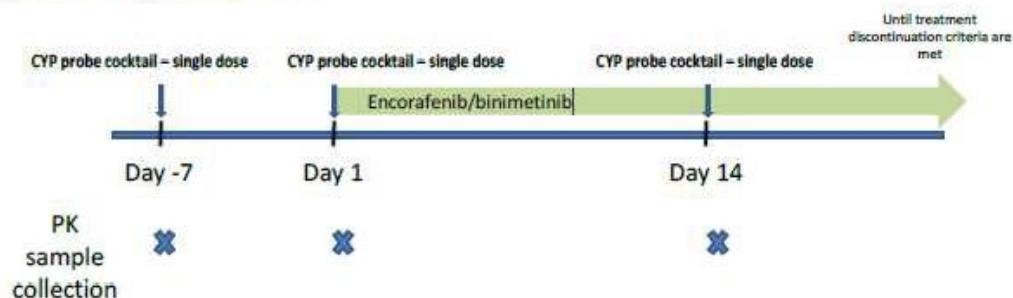 Until treatment
discontinuation criteria are
met
CYP probe cocktail – single dose
CYP probe cocktail – single dose
CYP probe cocktail – single dose
Encorafenib/binimetinib
Day -7
Day 1
Day 14
PK
sample
collection